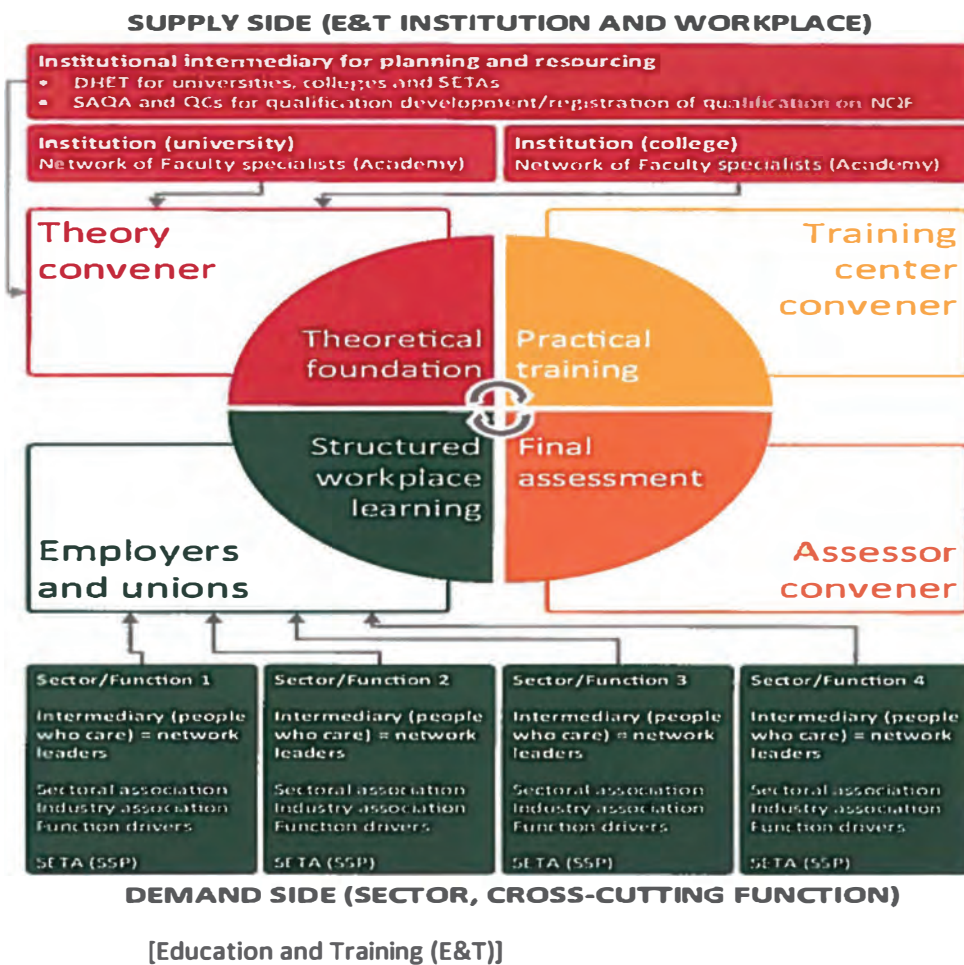 SUPPLY SIDE (E&T INSTITUTION AND WORKPLACE)
Institutional intermediary for planning and resourcing
• DHET for universities, colleges and SETAs
• SAQA and QCs for qualification development/registration of qualification on NQF
Institution (university)
Network of Faculty specialists (Academy)
Institution (college)
Network of Faculty specialists (Academy)
Theory
convener
Training
center
convener
Theoretical
foundation
Practical
training
Structured
workplace
learning
Final
assessment
Employers
and unions
Assessor
convener
Sector/Function 1
Intermediary (people
who care) = network
leaders
Sectoral association
Industry association
Function drivers
SETA (SSP)
Sector/Function 2
Intermediary (people
who care) = network
leaders
Sectoral association
Industry association
Function drivers
SETA (SSP)
Sector/Function 3
Intermediary (people
who care) = network
leaders
Sectoral association
Industry association
Function drivers
SETA (SSP)
Sector/Function 4
Intermediary (people
who care) = network
leaders
Sectoral association
Industry association
Function drivers
SETA (SSP)
DEMAND SIDE (SECTOR, CROSS-CUTTING FUNCTION)
[Education and Training (E&T)]